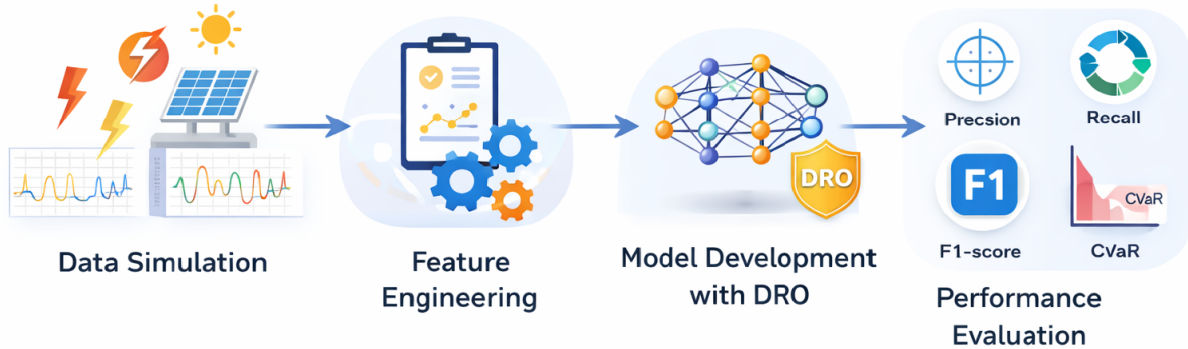 Data Simulation
Feature
Engineering
DRO
Model Development
with DRO
Precsion
Recall
F1
F1-score
CVaR
CVaR
Performance
Evaluation